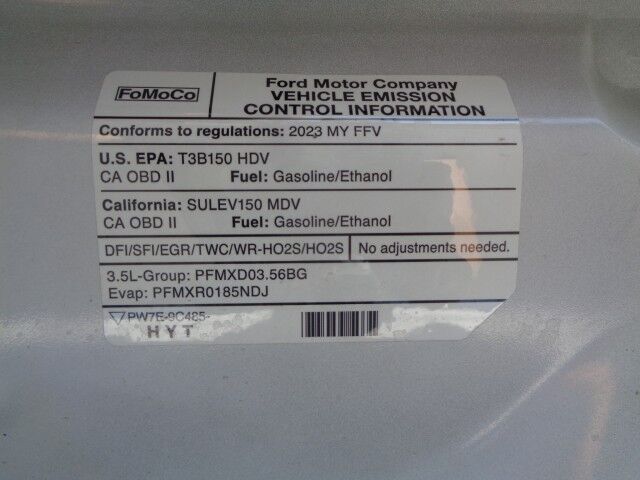 FoMoCo
Ford Motor Company
VEHICLE EMISSION
CONTROL INFORMATION
Conforms to regulations: 2023 MY FFV
U.S. EPA: T3B150 HDV
CA OBD II Fuel: Gasoline/Ethanol
California: SULEV150 MDV
CA OBD II Fuel: Gasoline/Ethanol
DFI/SFI/EGR/TWC/WR-HO2S/HO2S No adjustments needed.
3.5L-Group: PFMXD03.56BG
Evap: PFMXR0185NDJ
PW7E-9C485-
HYT